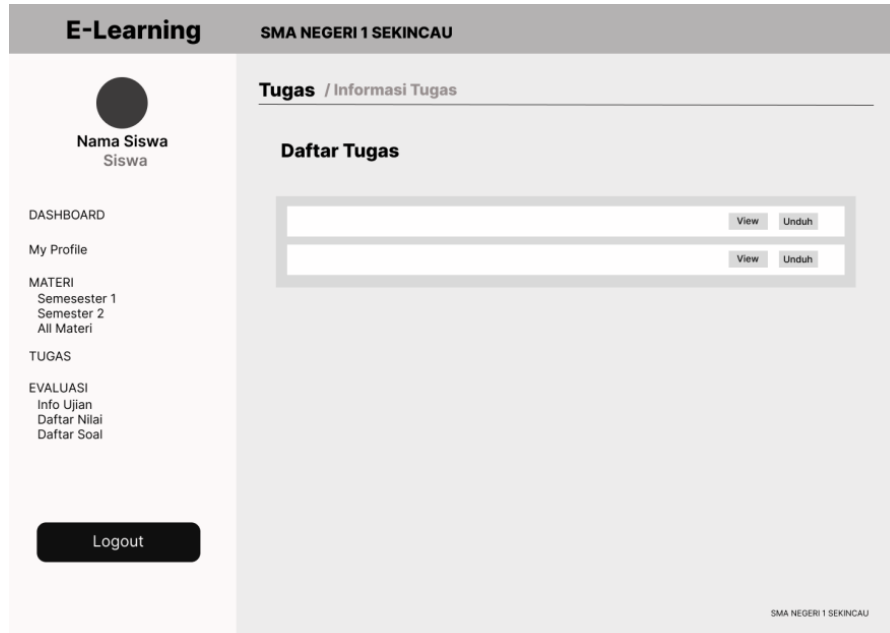 E-Learning
SMA NEGERI 1 SEKINCAU
Nama Siswa
Siswa
DASHBOARD
My Profile
MATERI
Semesester 1
Semester 2
All Materi
TUGAS
EVALUASI
Info Ujian
Daftar Nilai
Daftar Soal
Logout
Tugas / Informasi Tugas
Daftar Tugas
View Unduh
View Unduh
SMA NEGERI 1 SEKINCAU